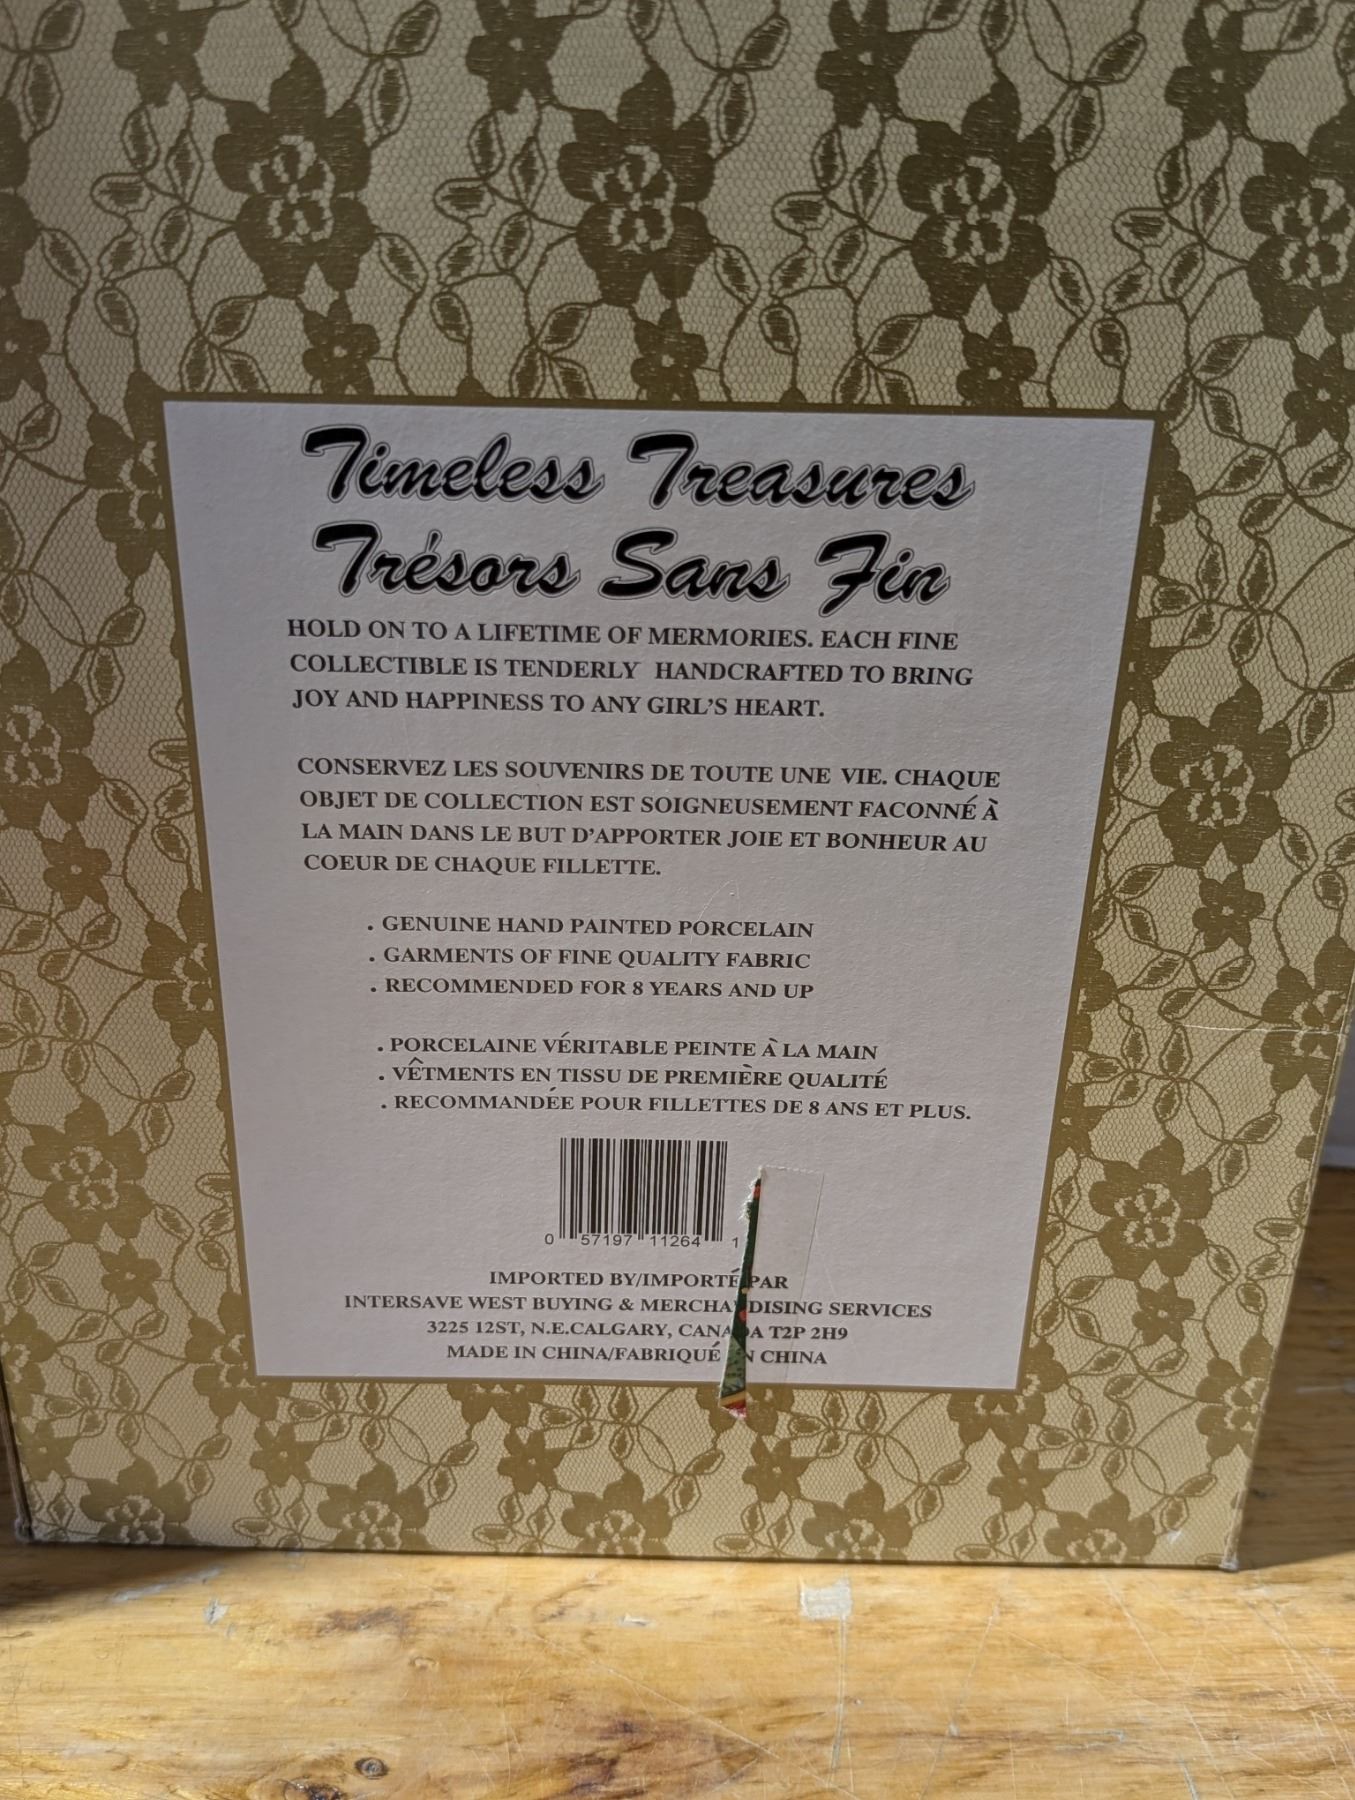 Timeless Treasures
Trésors Sans Fin
HOLD ON TO A LIFETIME OF MERMORIES. EACH FINE
COLLECTIBLE IS TENDERLY HANDCRAFTED TO BRING
JOY AND HAPPINESS TO ANY GIRL'S HEART.
CONSERVEZ LES SOUVENIRS DE TOUTE UNE VIE. CHAQUE
OBJET DE COLLECTION EST SOIGNEUSEMENT FACONNÉ À
LA MAIN DANS LE BUT D'APPORTER JOIE ET BONHEUR AU
COEUR DE CHAQUE FILLETTE.
. GENUINE HAND PAINTED PORCELAIN
. GARMENTS OF FINE QUALITY FABRIC
. RECOMMENDED FOR 8 YEARS AND UP
. PORCELAINE VÉRITABLE PEINTE À LA MAIN
. VÊTMENTS EN TISSU DE PREMIÈRE QUALITÉ
. RECOMMANDÉE POUR FILLETTES DE 8 ANS ET PLUS.
0 57197 11264 1
IMPORTED BY/IMPORTÉ PAR
INTERSAVE WEST BUYING & MERCHANDISING SERVICES
3225 12ST, N.E.CALGARY, CANADA T2P 2H9
MADE IN CHINA/FABRIQUÉ EN CHINA